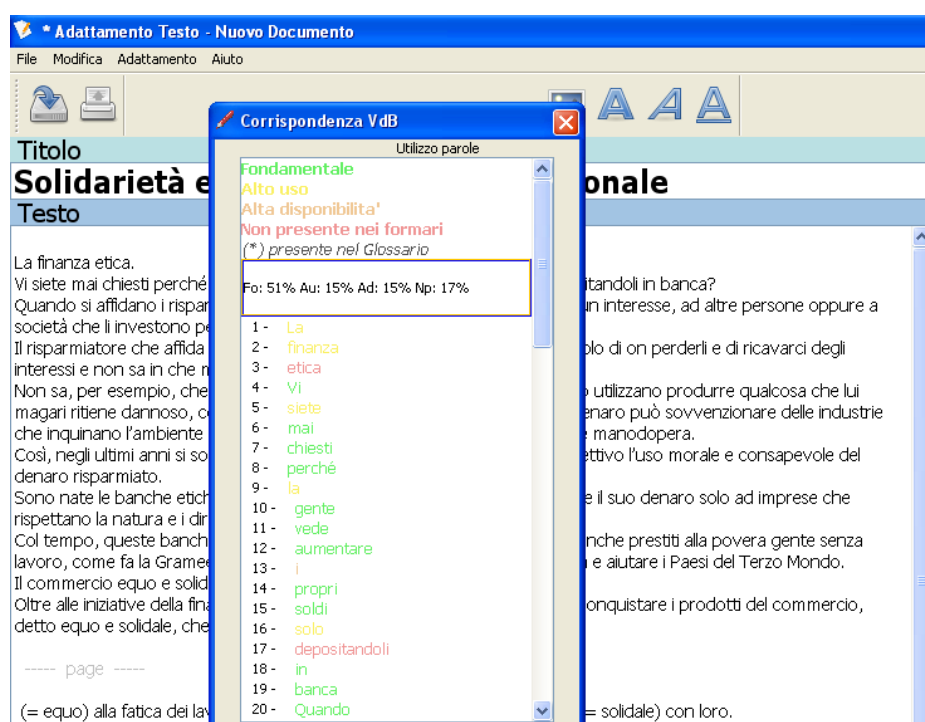 * Adattamento Testo - Nuovo Documento
File Modifica Adattamento Aiuto
Titolo
Solidarietà e
onale
Testo
La finanza etica.
Vi siete mai chiesti perché
itandoli in banca?
Quando si affidano i rispar
un interesse, ad altre persone oppure a
società che li investono pe
Il risparmiatore che affida
olo di on perderli e di ricavarci degli
interessi e non sa in che m
Non sa, per esempio, che
o utilizzano produrre qualcosa che lui
magari ritiene dannoso, c
enaro può sovvenzionare delle industrie
che inquinano l'ambiente
e manodopera.
Così, negli ultimi anni si so
ettivo l'uso morale e consapevole del
denaro risparmiato.
Sono nate le banche etich
e il suo denaro solo ad imprese che
rispettano la natura e i dir
Col tempo, queste banch
nche prestiti alla povera gente senza
lavoro, come fa la Gramee
e aiutare i Paesi del Terzo Mondo.
Il commercio equo e solid
Oltre alle iniziative della fina
onquistare i prodotti del commercio,
detto equo e solidale, che
----- page -----
(= equo) alla fatica dei lav
= solidale) con loro.
Corrispondenza VdB
Utilizzo parole
Fondamentale
Alto uso
Alta disponibilita'
Non presente nei formari
(*) presente nel Glossario
Fo: 51% Au: 15% Ad: 15% Np: 17%
1 - La
2 - finanza
3 - etica
4 - Vi
5 - siete
6 - mai
7 - chiesti
8 - perché
9 - la
10 - gente
11 - vede
12 - aumentare
13 - i
14 - propri
15 - soldi
16 - solo
17 - depositandoli
18 - in
19 - banca
20 - Quando